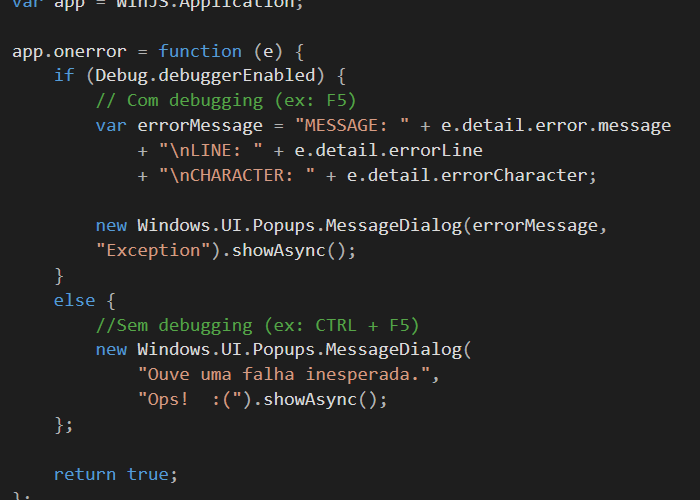 var app = WinJS.Application;
app.onerror = function (e) {
if (Debug.debuggerEnabled) {
// Com debugging (ex: F5)
var errorMessage = "MESSAGE: " + e.detail.error.message
+ "\nLINE: " + e.detail.errorLine
+ "\nCHARACTER: " + e.detail.errorCharacter;
new Windows.UI.Popups.MessageDialog(errorMessage,
"Exception").showAsync();
}
else {
//Sem debugging (ex: CTRL + F5)
new Windows.UI.Popups.MessageDialog(
"Ouve uma falha inesperada.",
"Ops!  :(").showAsync();
};
return true;
};